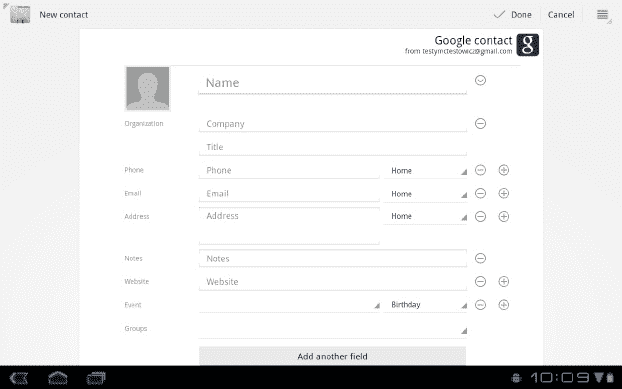 New contact
Done
Cancel
Google contact
from testymctestowicz@gmail.com
g
Name
Organization
Company
Title
Phone
Phone
Home
Email
Email
Home
Address
Address
Home
Notes
Notes
Website
Website
Event
Birthday
Groups
Add another field
10:09